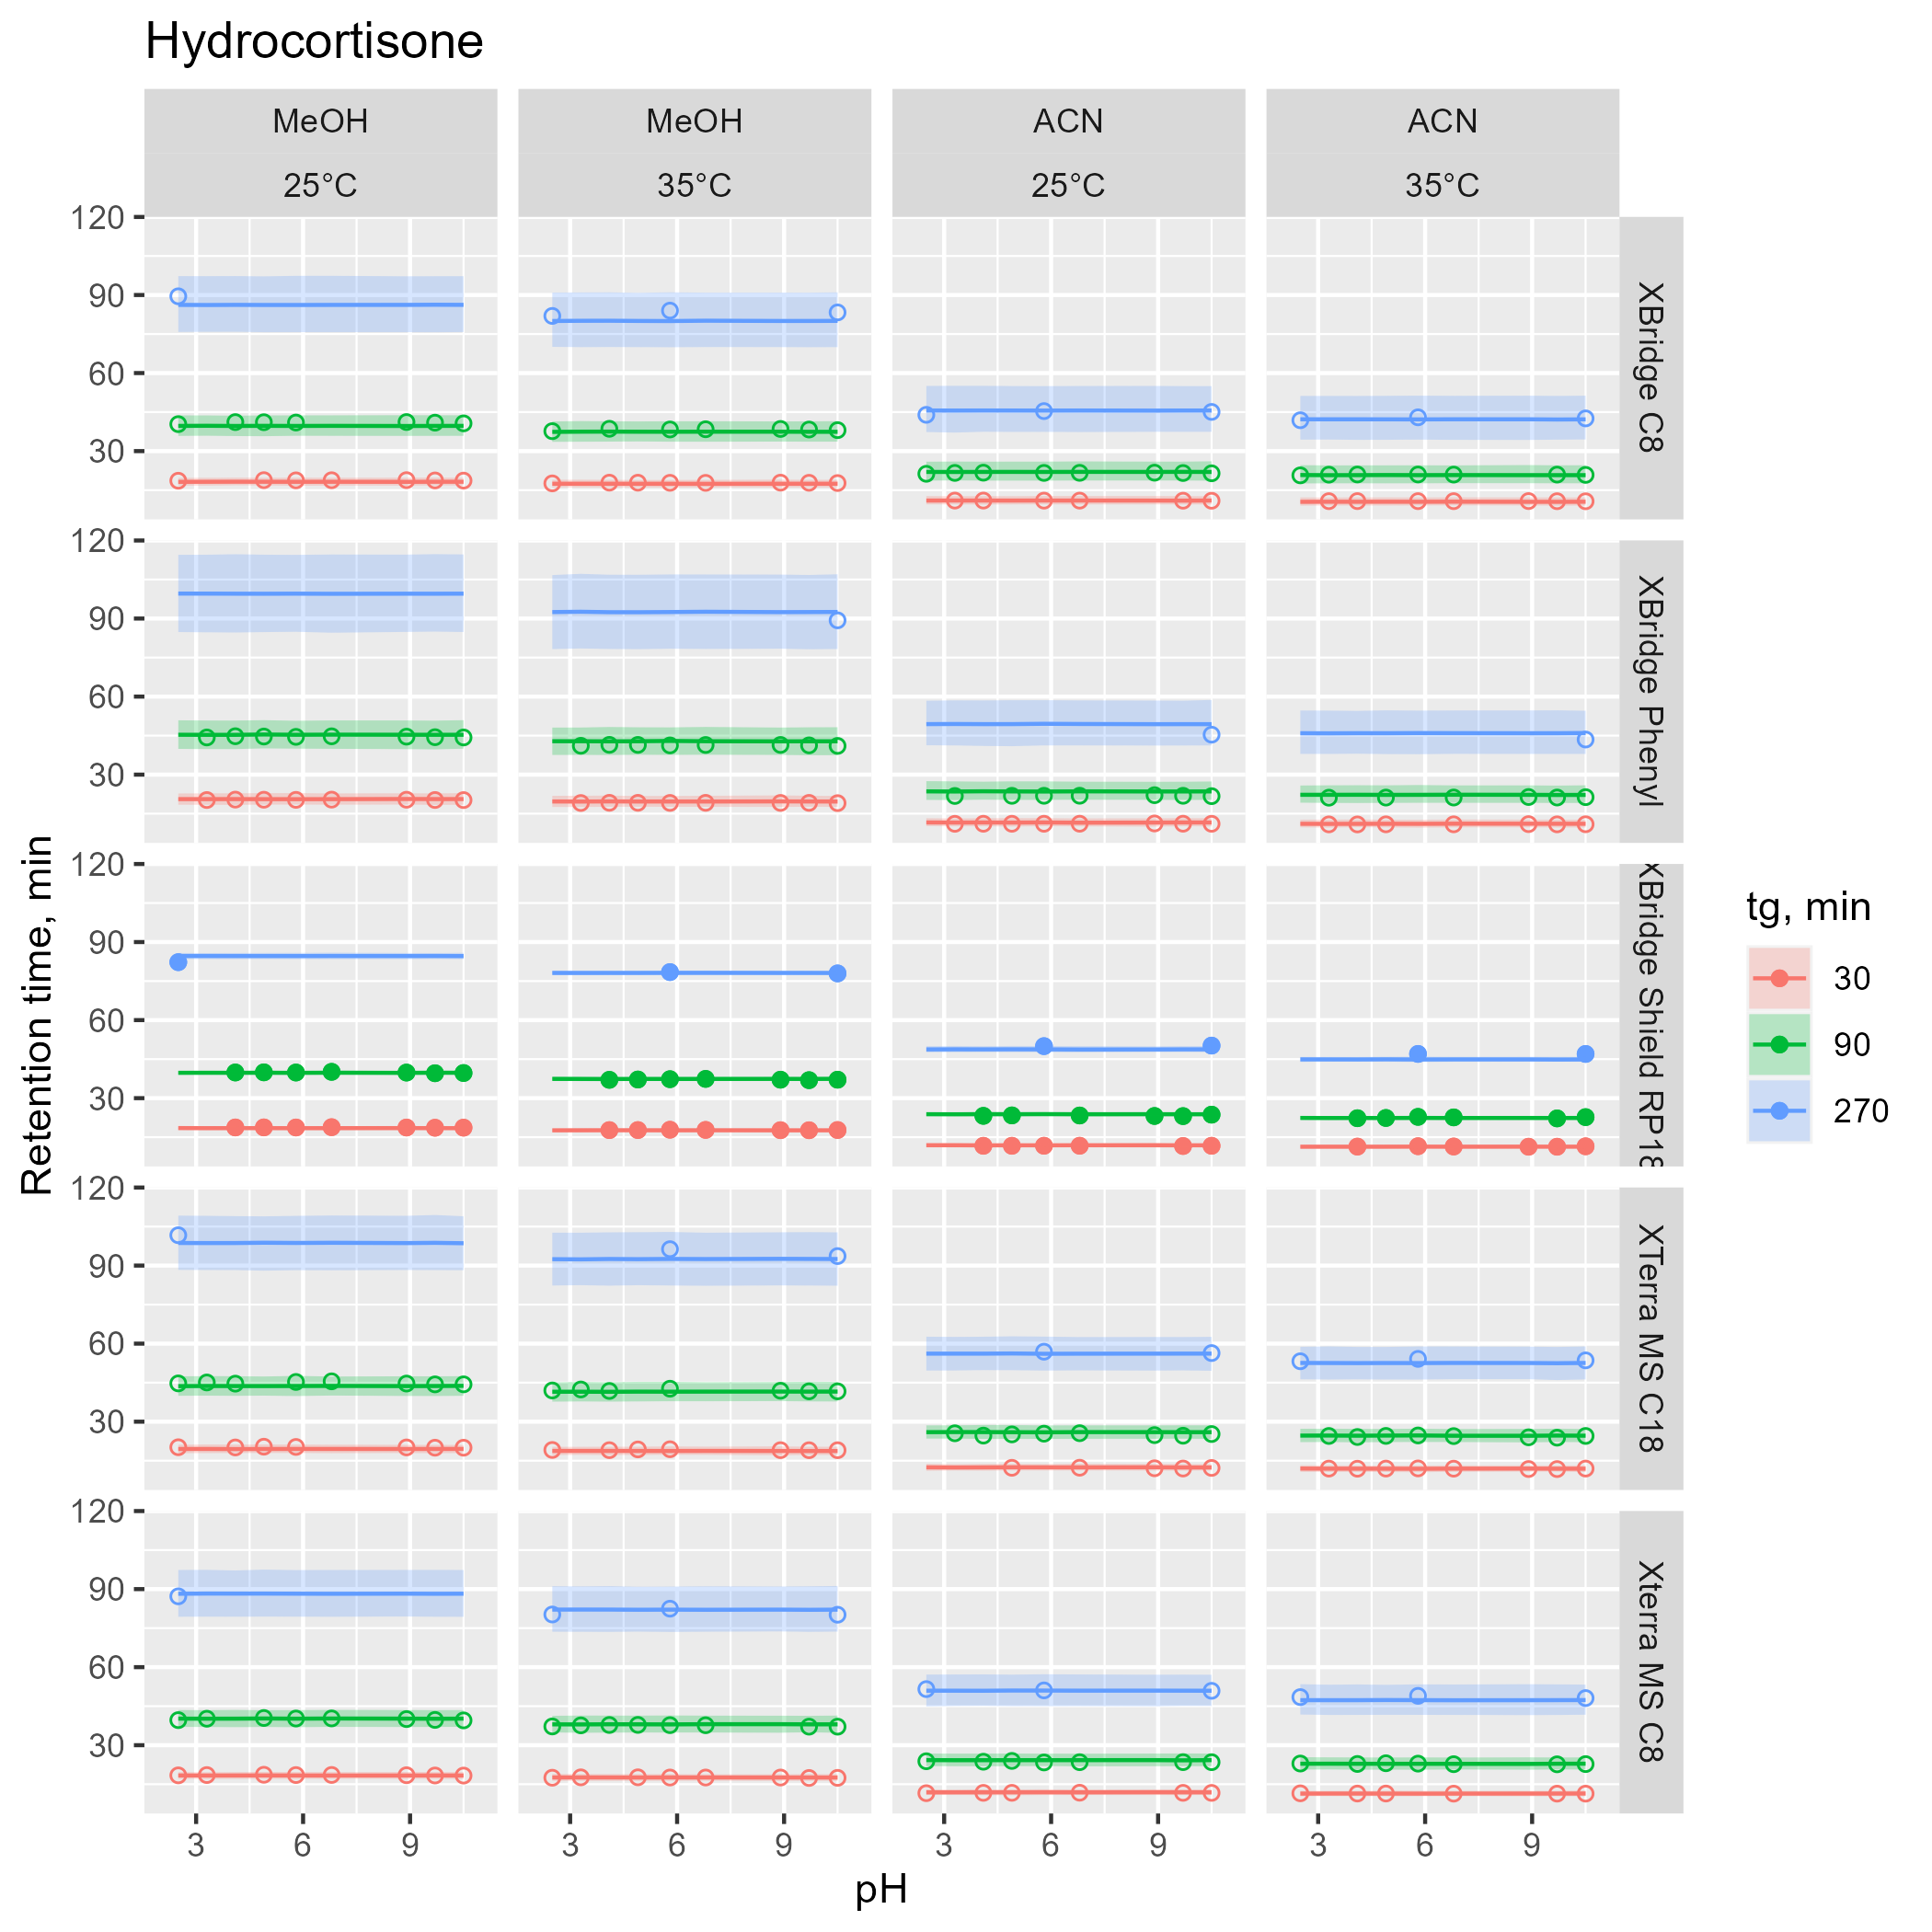 Hydrocortisone
MeOH MeOH ACN ACN
25°C 35°C 25°C 35°C
120
90
60
30
XBridge C8
120
90
60
30
XBridge Phenyl
120
90
60
30
XBridge Shield RP18
120
90
60
30
XTerra MS C18
120
90
60
30
Xterra MS C8
3 6 9 3 6 9 3 6 9 3 6 9
pH
Retention time, min
tg, min
30
90
270